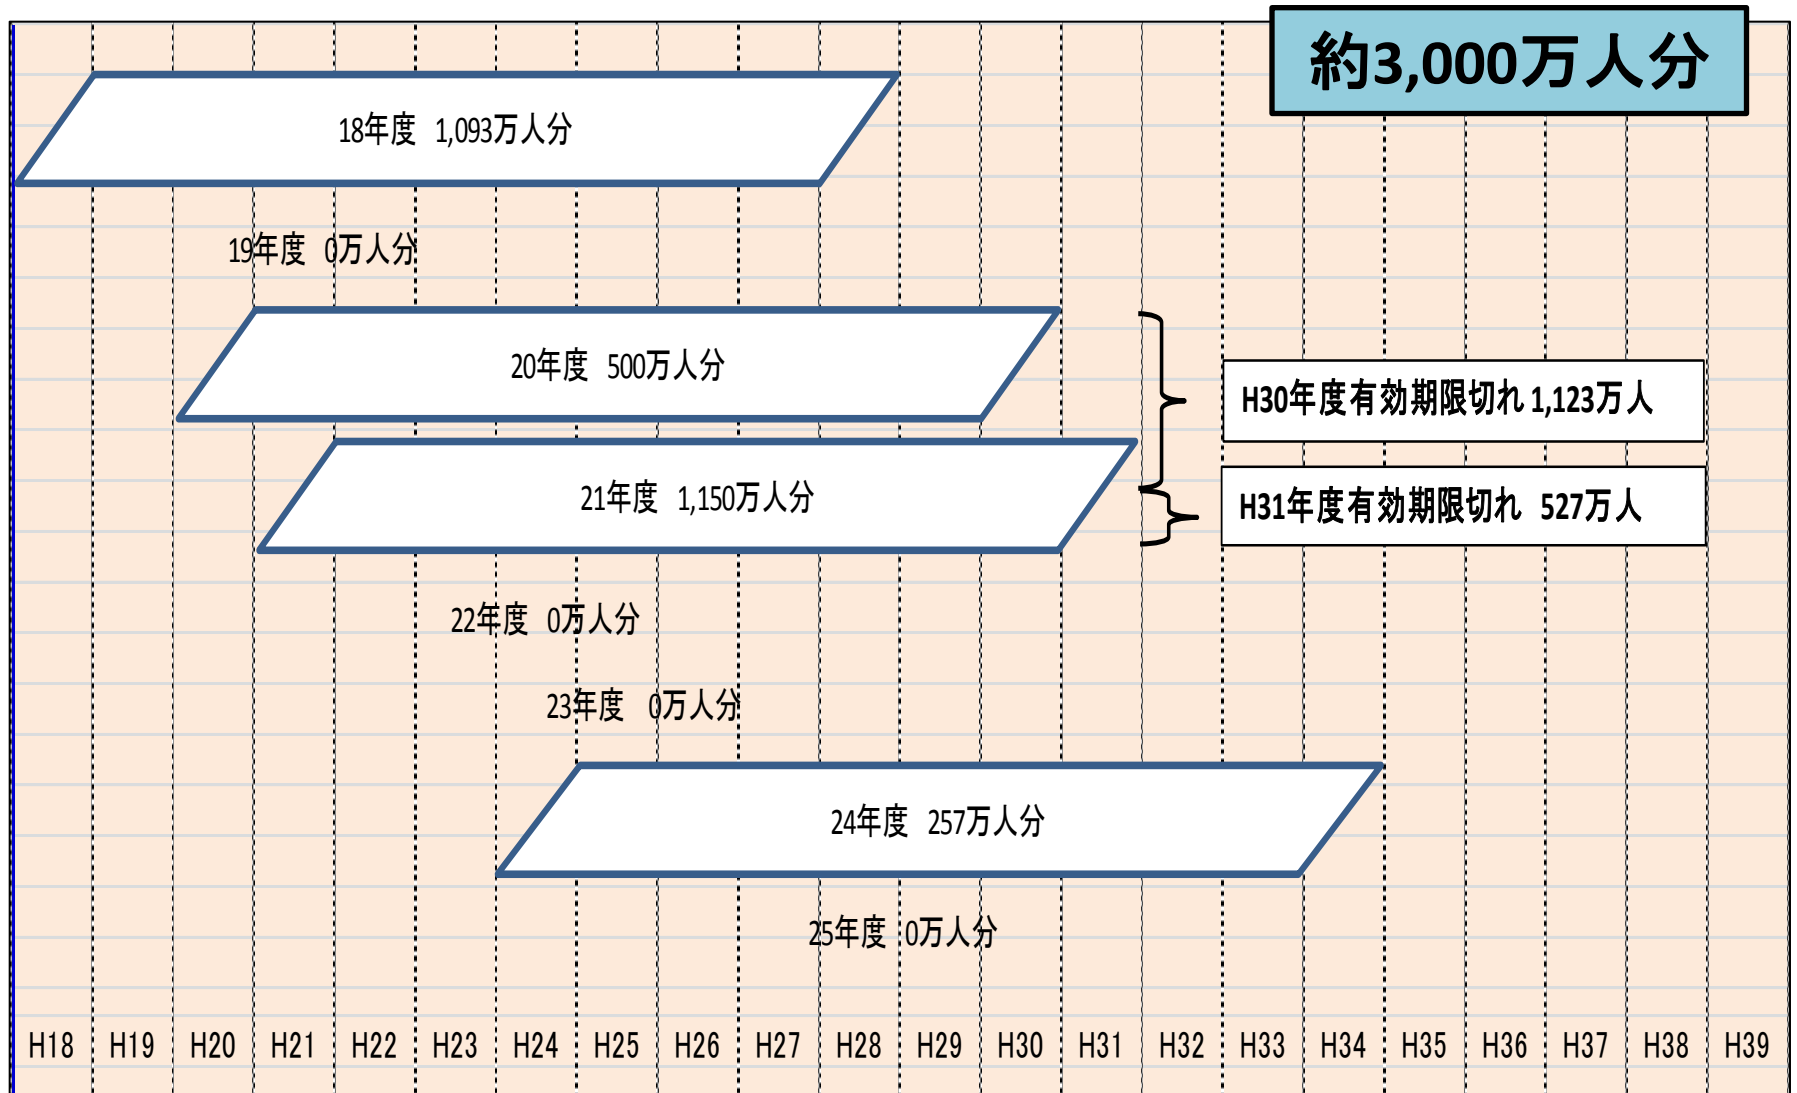 約3,000万人分
18年度 1,093万人分
19年度 0万人分
20年度 500万人分
H30年度有効期限切れ 1,123万人
21年度 1,150万人分
H31年度有効期限切れ 527万人
22年度 0万人分
23年度 0万人分
24年度 257万人分
25年度 0万人分
H18 H19 H20 H21 H22 H23 H24 H25 H26 H27 H28 H29 H30 H31 H32 H33 H34 H35 H36 H37 H38 H39